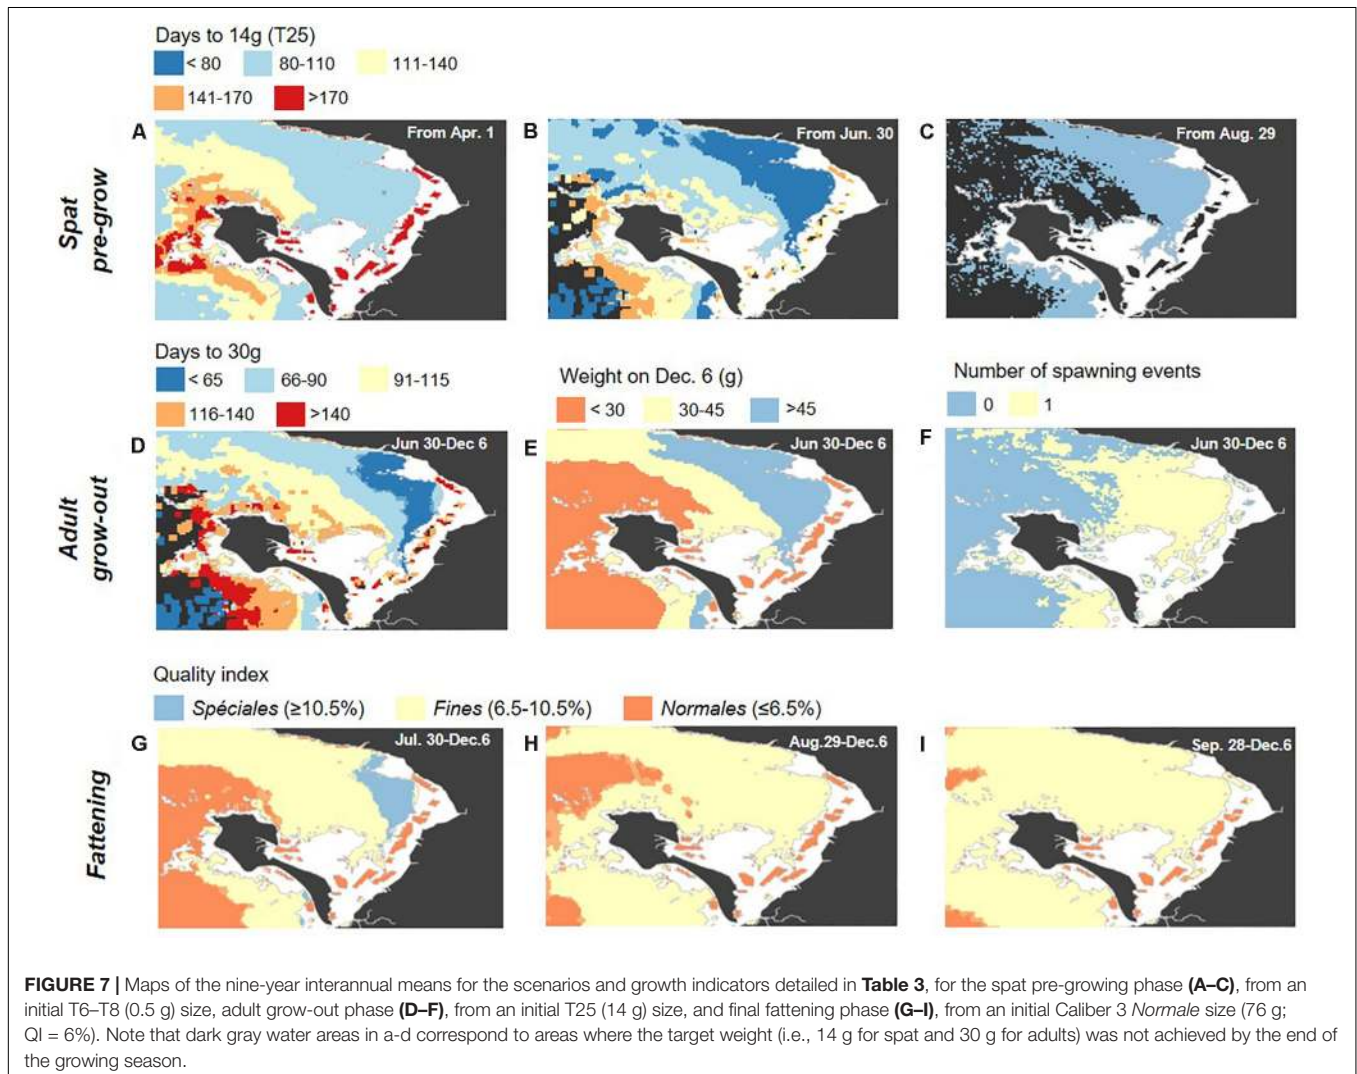 Days to 14g (T25)
< 80 80-110 111-140
141-170 >170
A From Apr. 1
B From Jun. 30
C From Aug. 29
Spat
pre-grow
Days to 30g
< 65 66-90 91-115
116-140 >140
Weight on Dec. 6 (g)
< 30 30-45 >45
Number of spawning events
0 1
D Jun 30-Dec 6
E Jun 30-Dec 6
F Jun 30-Dec 6
Adult
grow-out
Quality index
Spéciales (≥10.5%) Fines (6.5-10.5%) Normales (≤6.5%)
G Jul. 30-Dec.6
H Aug.29-Dec.6
I Sep. 28-Dec.6
Fattening
FIGURE 7 | Maps of the nine-year interannual means for the scenarios and growth indicators detailed in Table 3, for the spat pre-growing phase (A–C), from an
initial T6–T8 (0.5 g) size, adult grow-out phase (D–F), from an initial T25 (14 g) size, and final fattening phase (G–I), from an initial Caliber 3 Normale size (76 g;
QI = 6%). Note that dark gray water areas in a-d correspond to areas where the target weight (i.e., 14 g for spat and 30 g for adults) was not achieved by the end of
the growing season.